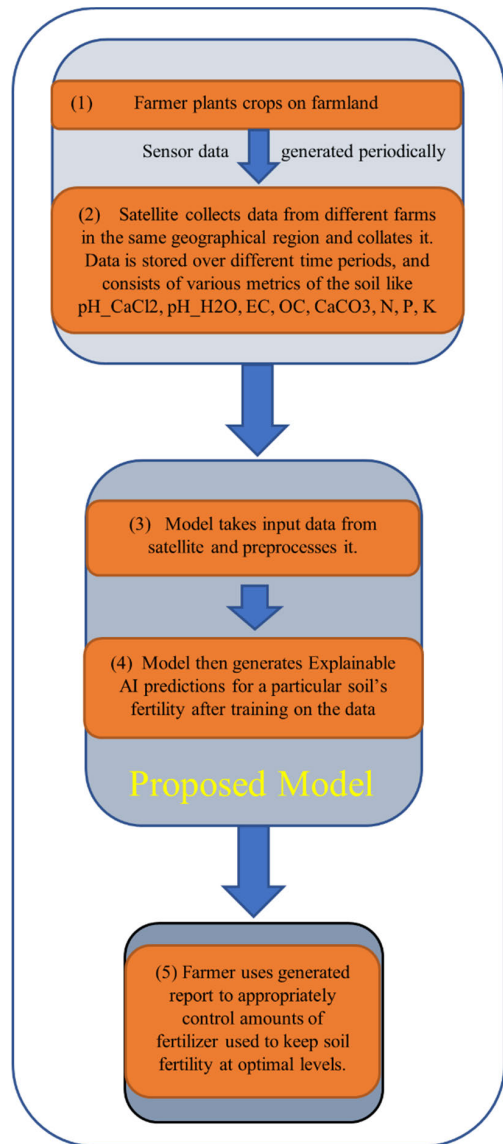 (1) Farmer plants crops on farmland
Sensor data generated periodically
(2) Satellite collects data from different farms
in the same geographical region and collates it.
Data is stored over different time periods, and
consists of various metrics of the soil like
pH_CaCl2, pH_H2O, EC, OC, CaCO3, N, P, K
(3) Model takes input data from
satellite and preprocesses it.
(4) Model then generates Explainable
AI predictions for a particular soil's
fertility after training on the data
Proposed Model
(5) Farmer uses generated
report to appropriately
control amounts of
fertilizer used to keep soil
fertility at optimal levels.